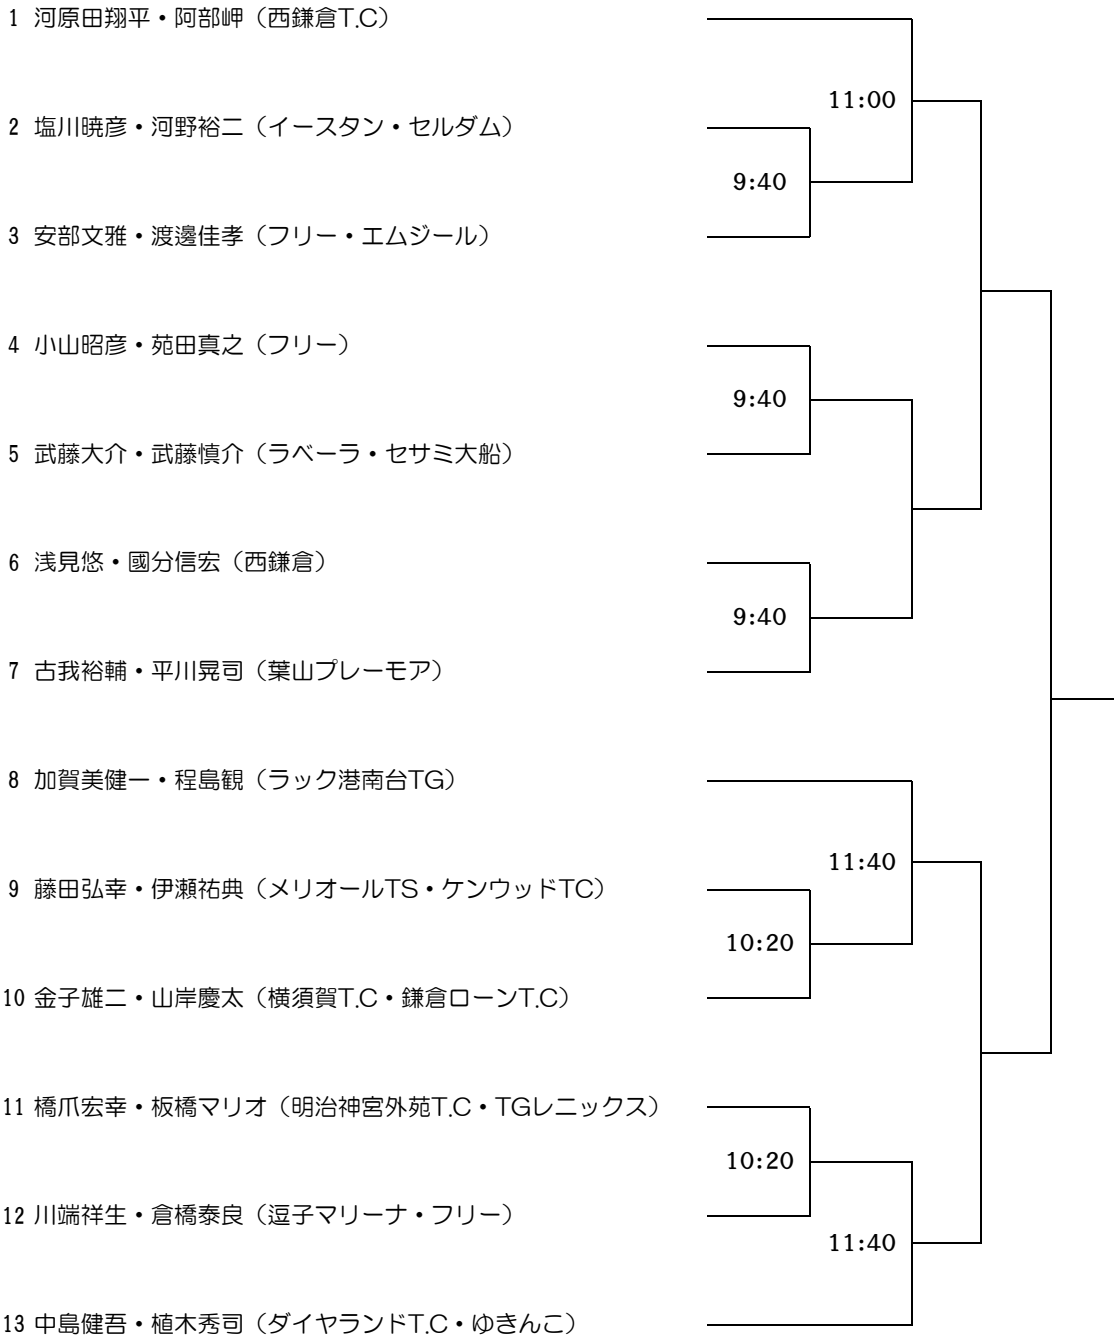 1 河原田翔平・阿部岬（西鎌倉T.C）
11:00
2 塩川暁彦・河野裕二（イースタン・セルダム）
9:40
3 安部文雅・渡邊佳孝（フリー・エムジール）
4 小山昭彦・苑田真之（フリー）
9:40
5 武藤大介・武藤慎介（ラベーラ・セサミ大船）
6 浅見悠・國分信宏（西鎌倉）
9:40
7 古我裕輔・平川晃司（葉山プレーモア）
8 加賀美健一・程島観（ラック港南台TG）
11:40
9 藤田弘幸・伊瀬祐典（メリオールTS・ケンウッドTC）
10:20
10 金子雄二・山岸慶太（横須賀T.C・鎌倉ローンT.C）
11 橋爪宏幸・板橋マリオ（明治神宮外苑T.C・TGレニックス）
10:20
12 川端祥生・倉橋泰良（逗子マリーナ・フリー）
11:40
13 中島健吾・植木秀司（ダイヤランドT.C・ゆきんこ）